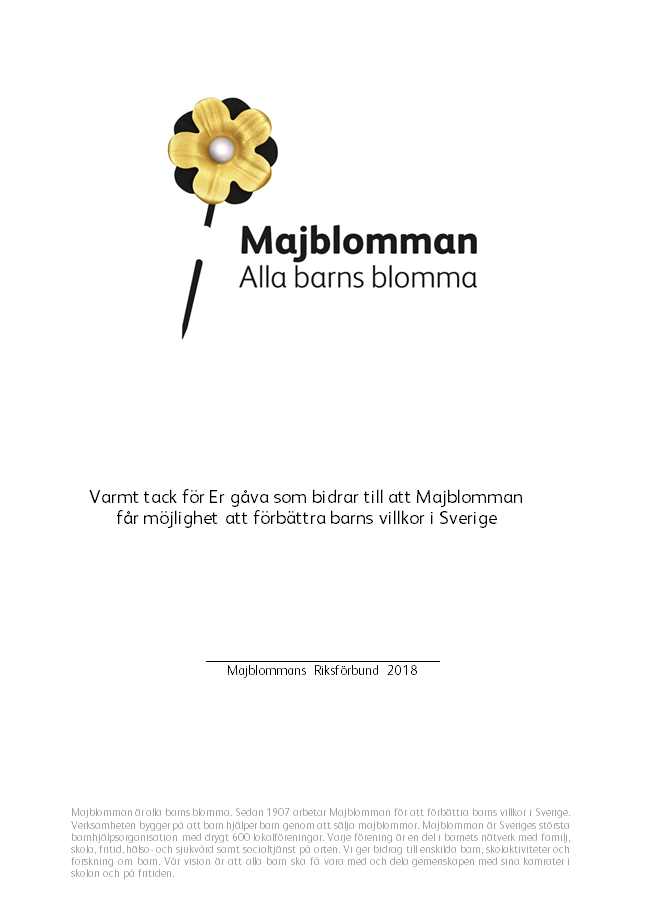 Majblomman
Alla barns blomma
Varmt tack för Er gåva som bidrar till att Majblomman
får möjlighet att förbättra barns villkor i Sverige
Majblommans Riksförbund 2018
Majblomman är alla barns blomma. Sedan 1907 arbetar Majblomman för att förbättra barns villkor i Sverige.
Verksamheten bygger på att barn hjälper barn genom att sälja majblommor. Majblomman är Sveriges största
barnhjälpsorganisation med drygt 600 lokalföreningar. Varje förening är en del i barnets nätverk med familj,
skola, fritid, hälso- och sjukvård samt socialtjänst på orten. Vi ger bidrag till enskilda barn, skolaktiviteter och
forskning om barn. Vår vision är att alla barn ska få vara med och dela gemenskapen med sina kamrater i
skolan och på fritiden.